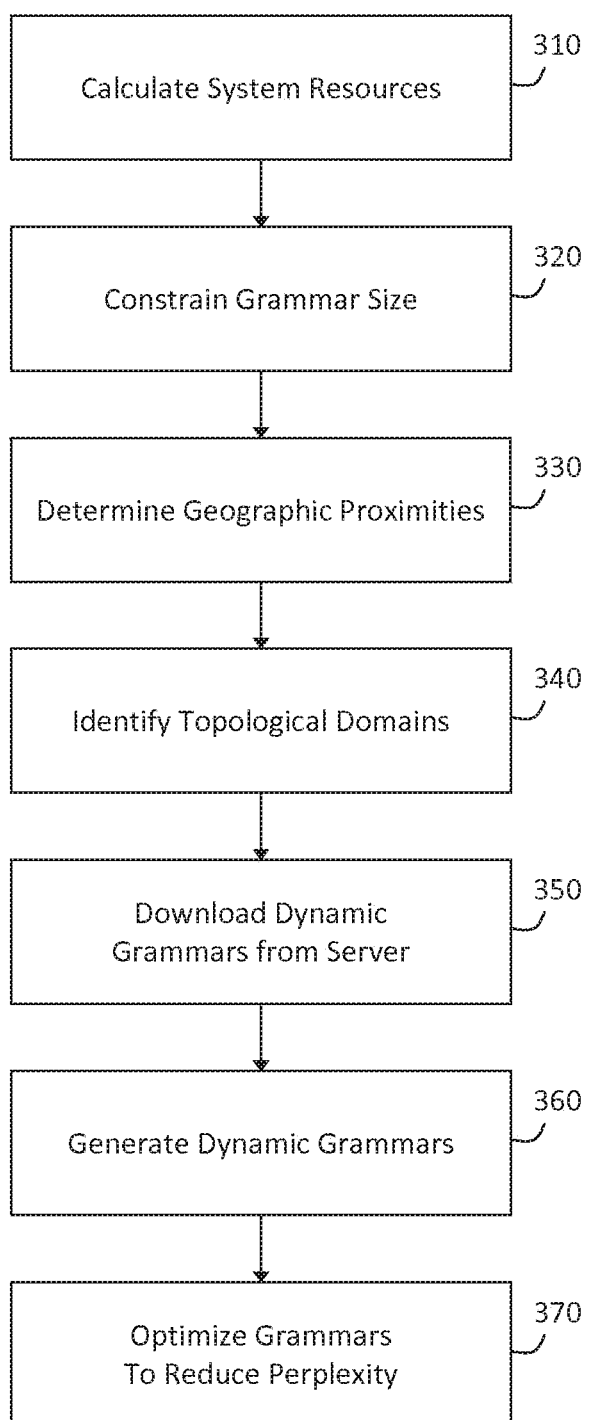 310
Calculate System Resources
320
Constrain Grammar Size
330
Determine Geographic Proximities
340
Identify Topological Domains
350
Download Dynamic
Grammars from Server
360
Generate Dynamic Grammars
370
Optimize Grammars
To Reduce Perplexity